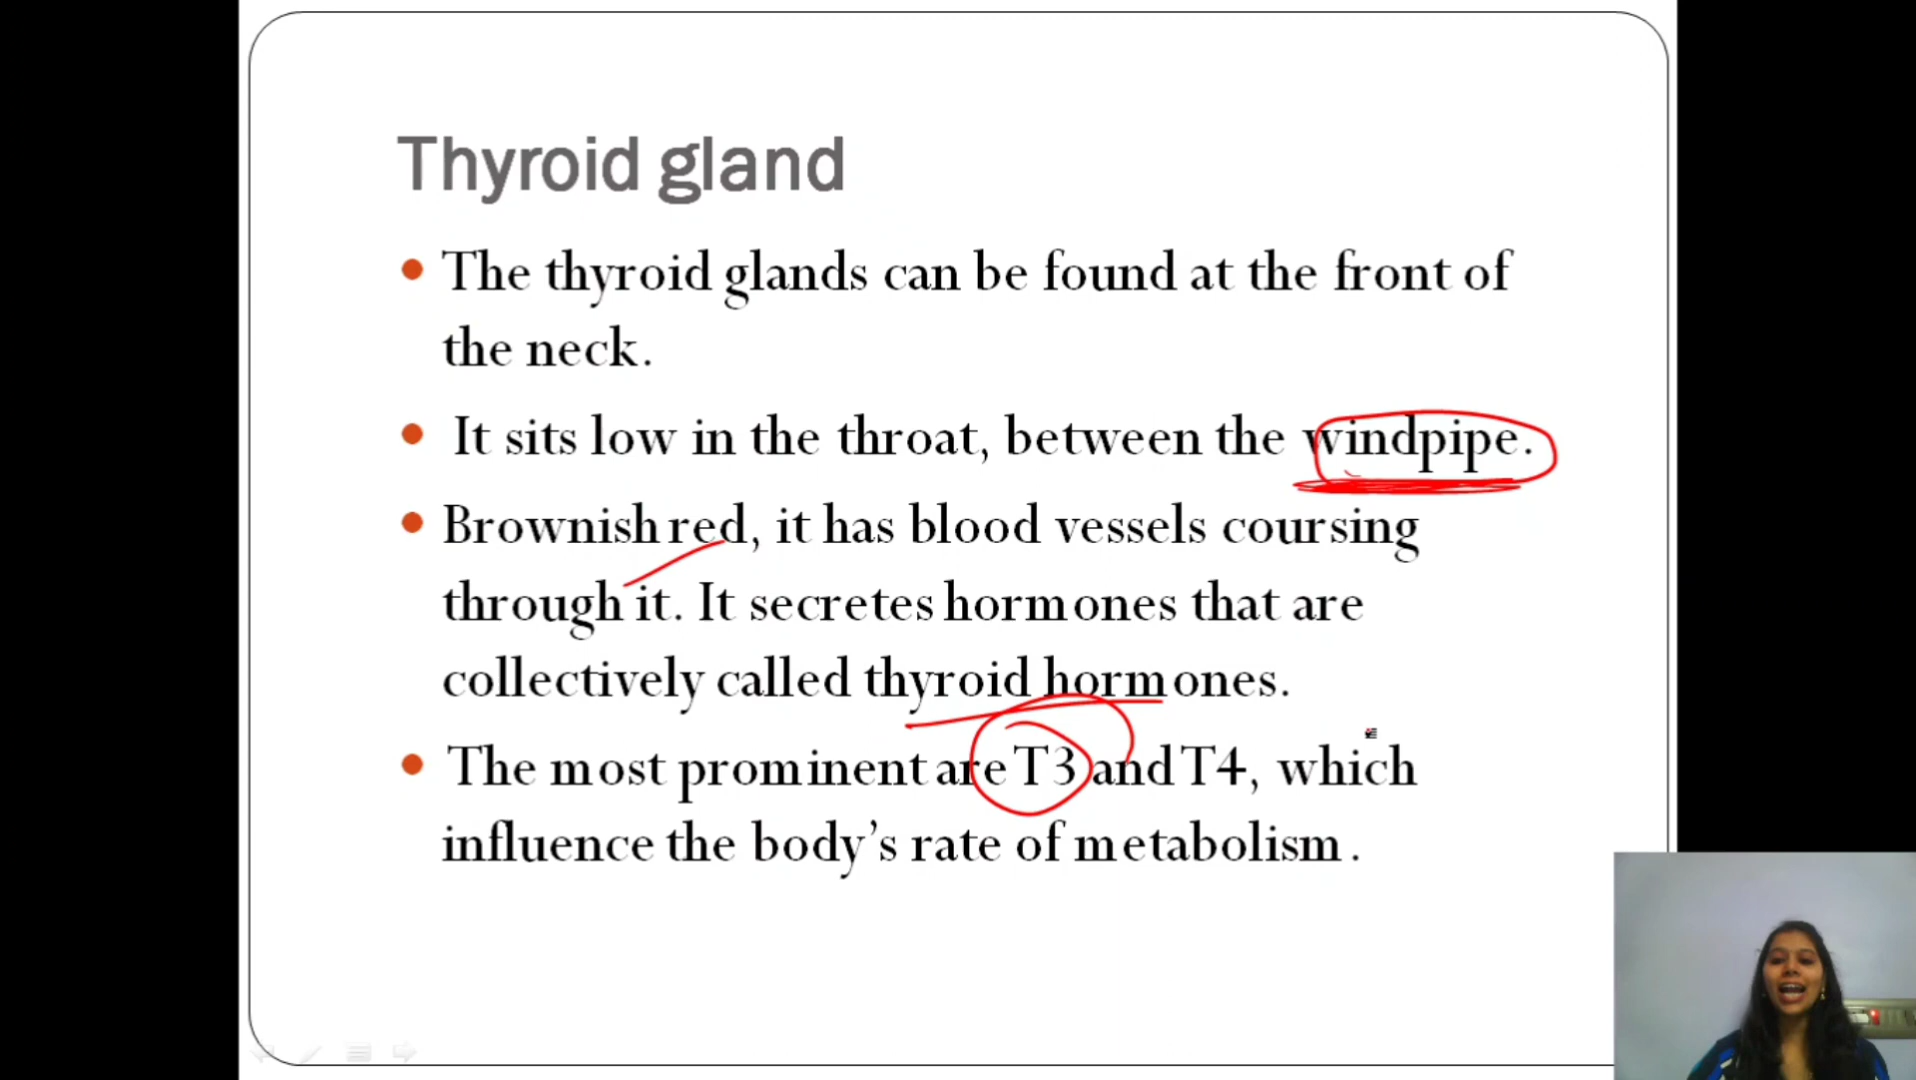 Thyroid gland
The thyroid glands can be found at the front of
the neck.
It sits low in the throat, between the windpipe.
Brownish red, it has blood vessels coursing
through it. It secretes hormones that are
collectively called thyroid hormones.
The most prominent are T3 and T4, which
influence the body's rate of metabolism.